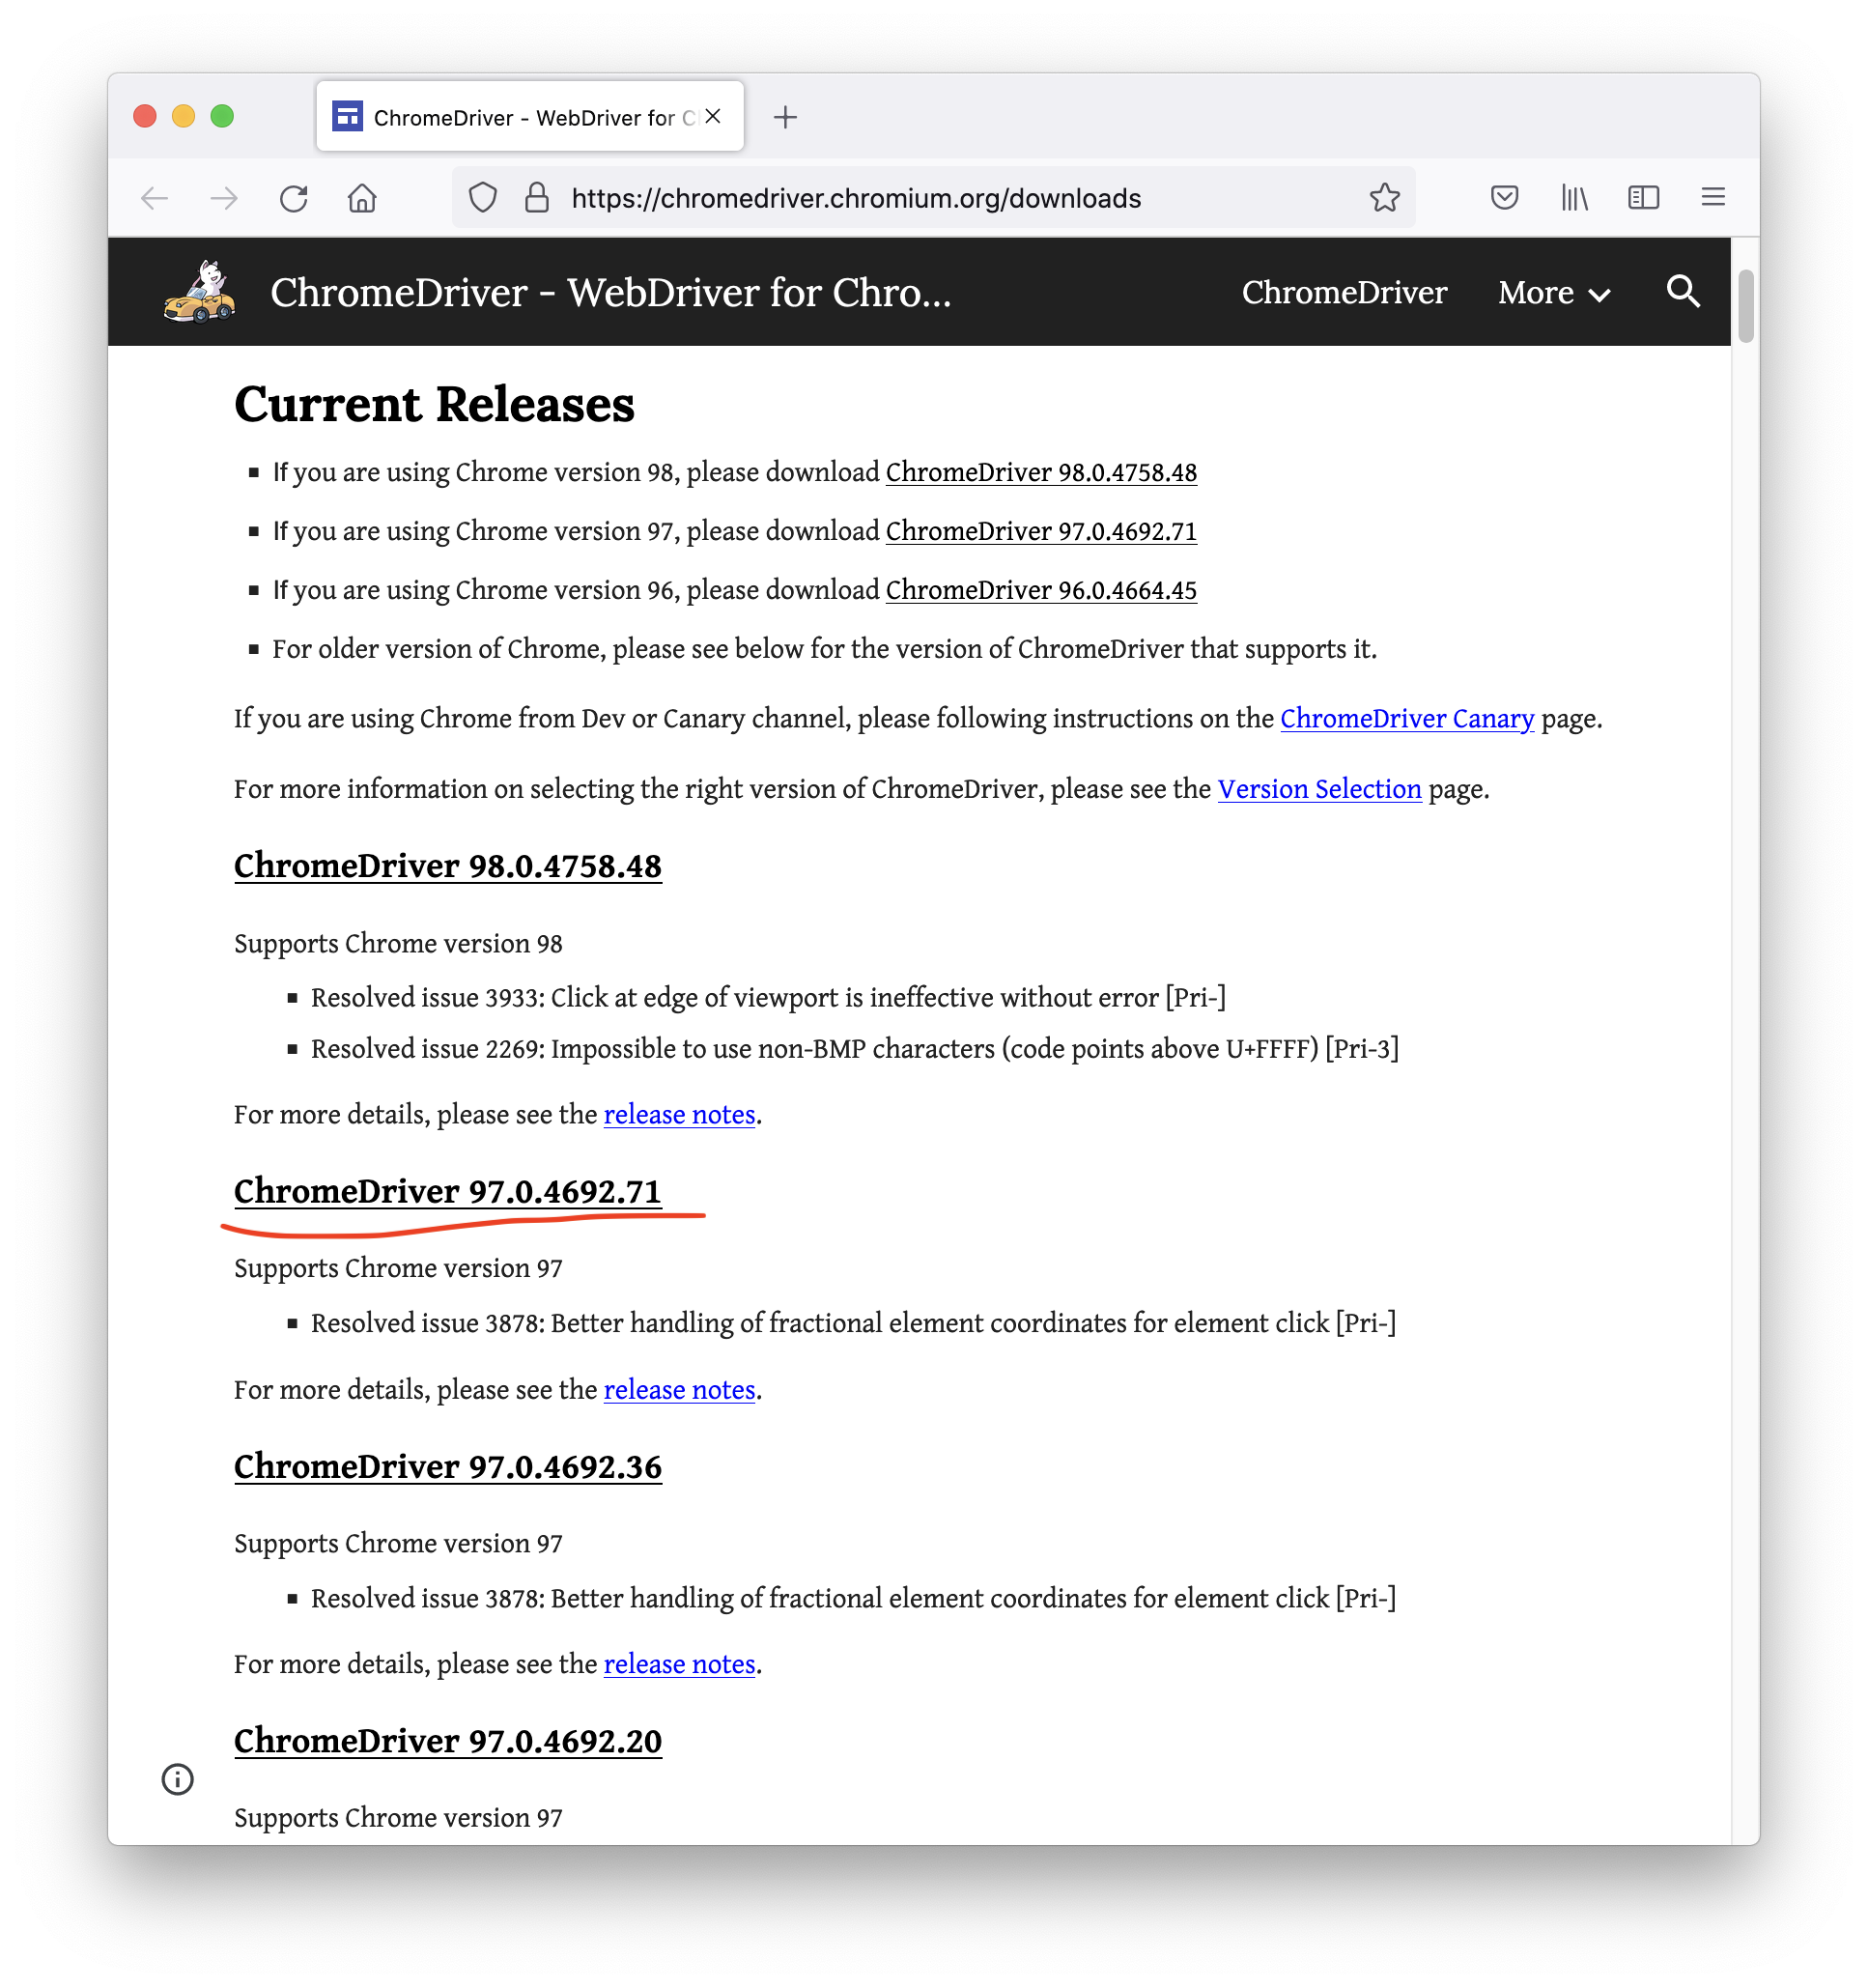 ChromeDriver - WebDriver for C
https://chromedriver.chromium.org/downloads
ChromeDriver - WebDriver for Chro...
ChromeDriver
More
Current Releases
If you are using Chrome version 98, please download ChromeDriver 98.0.4758.48
If you are using Chrome version 97, please download ChromeDriver 97.0.4692.71
If you are using Chrome version 96, please download ChromeDriver 96.0.4664.45
For older version of Chrome, please see below for the version of ChromeDriver that supports it.
If you are using Chrome from Dev or Canary channel, please following instructions on the ChromeDriver Canary page.
For more information on selecting the right version of ChromeDriver, please see the Version Selection page.
ChromeDriver 98.0.4758.48
Supports Chrome version 98
Resolved issue 3933: Click at edge of viewport is ineffective without error [Pri-]
Resolved issue 2269: Impossible to use non-BMP characters (code points above U+FFFF) [Pri-3]
For more details, please see the release notes.
ChromeDriver 97.0.4692.71
Supports Chrome version 97
Resolved issue 3878: Better handling of fractional element coordinates for element click [Pri-]
For more details, please see the release notes.
ChromeDriver 97.0.4692.36
Supports Chrome version 97
Resolved issue 3878: Better handling of fractional element coordinates for element click [Pri-]
For more details, please see the release notes.
ChromeDriver 97.0.4692.20
Supports Chrome version 97